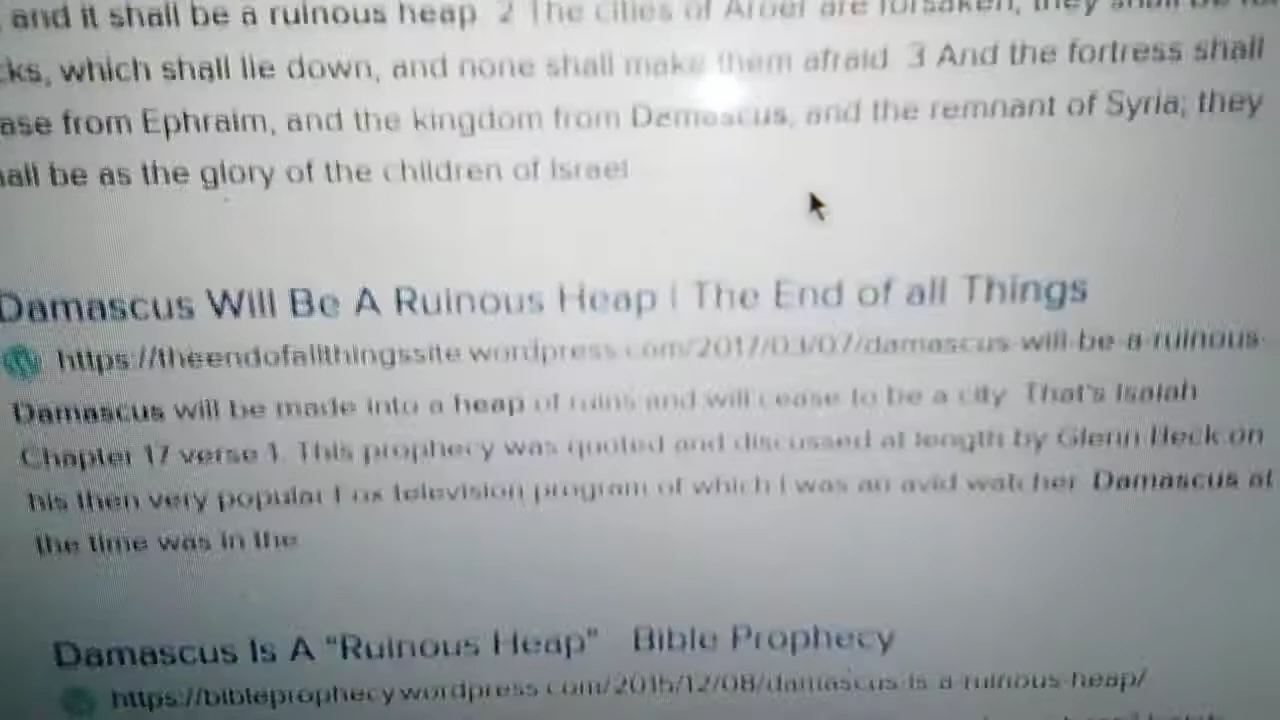 and it shall be a ruinous heap 2 The cities of Aroer are forsaken, they shall be
ks, which shall lie down, and none shall make them afraid 3 And the fortress shall
ase from Ephraim, and the kingdom from Damascus, and the remnant of Syria; they
all be as the glory of the children of Israel
Damascus Will Be A Ruinous Heap | The End of all Things
https://theendofallthingssite.wordpress.com/2017/03/07/damascus-will-be-a-ruinous-
Damascus will be made into a heap of ruins and will cease to be a city That's Isaiah
Chapter 17 verse 1. This prophecy was quoted and discussed at length by Glenn Beck on
his then very popular Fox television program of which I was an avid watcher Damascus at
the time was in the
Damascus Is A "Ruinous Heap" Bible Prophecy
https://bibleprophecy.wordpress.com/2015/12/08/damascus-is-a-ruinous-heap/